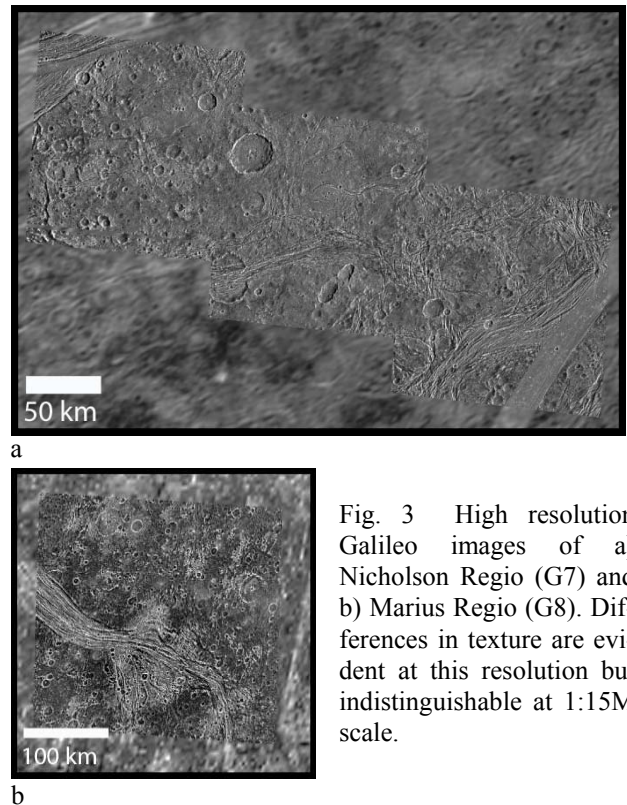 50 km
a
100 km
b
Fig. 3 High resolution
Galileo images of a
Nicholson Regio (G7) and
b) Marius Regio (G8). Dif
ferences in texture are evi
dent at this resolution bu
indistinguishable at 1:15M
scale.